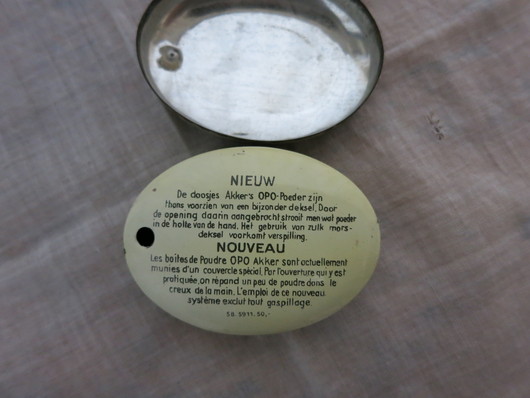 NIEUW
De doosjes Akker's OPO-Poeder zijn
thans voorzien van een bijzonder deksel. Door
de opening daarin aangebracht strooit men wat poeder
in de holte van de hand. Het gebruik van zulk mors-
deksel voorkomt verspilling.
NOUVEAU
Les boites de Poudre OPO Akker sont actuellement
munies d'un couvercle spécial. Par l'ouverture qui y est
pratiquée, on répand un peu de poudre dans le
creux de la main. L'emploi de ce nouveau
système exclut tout gaspillage.